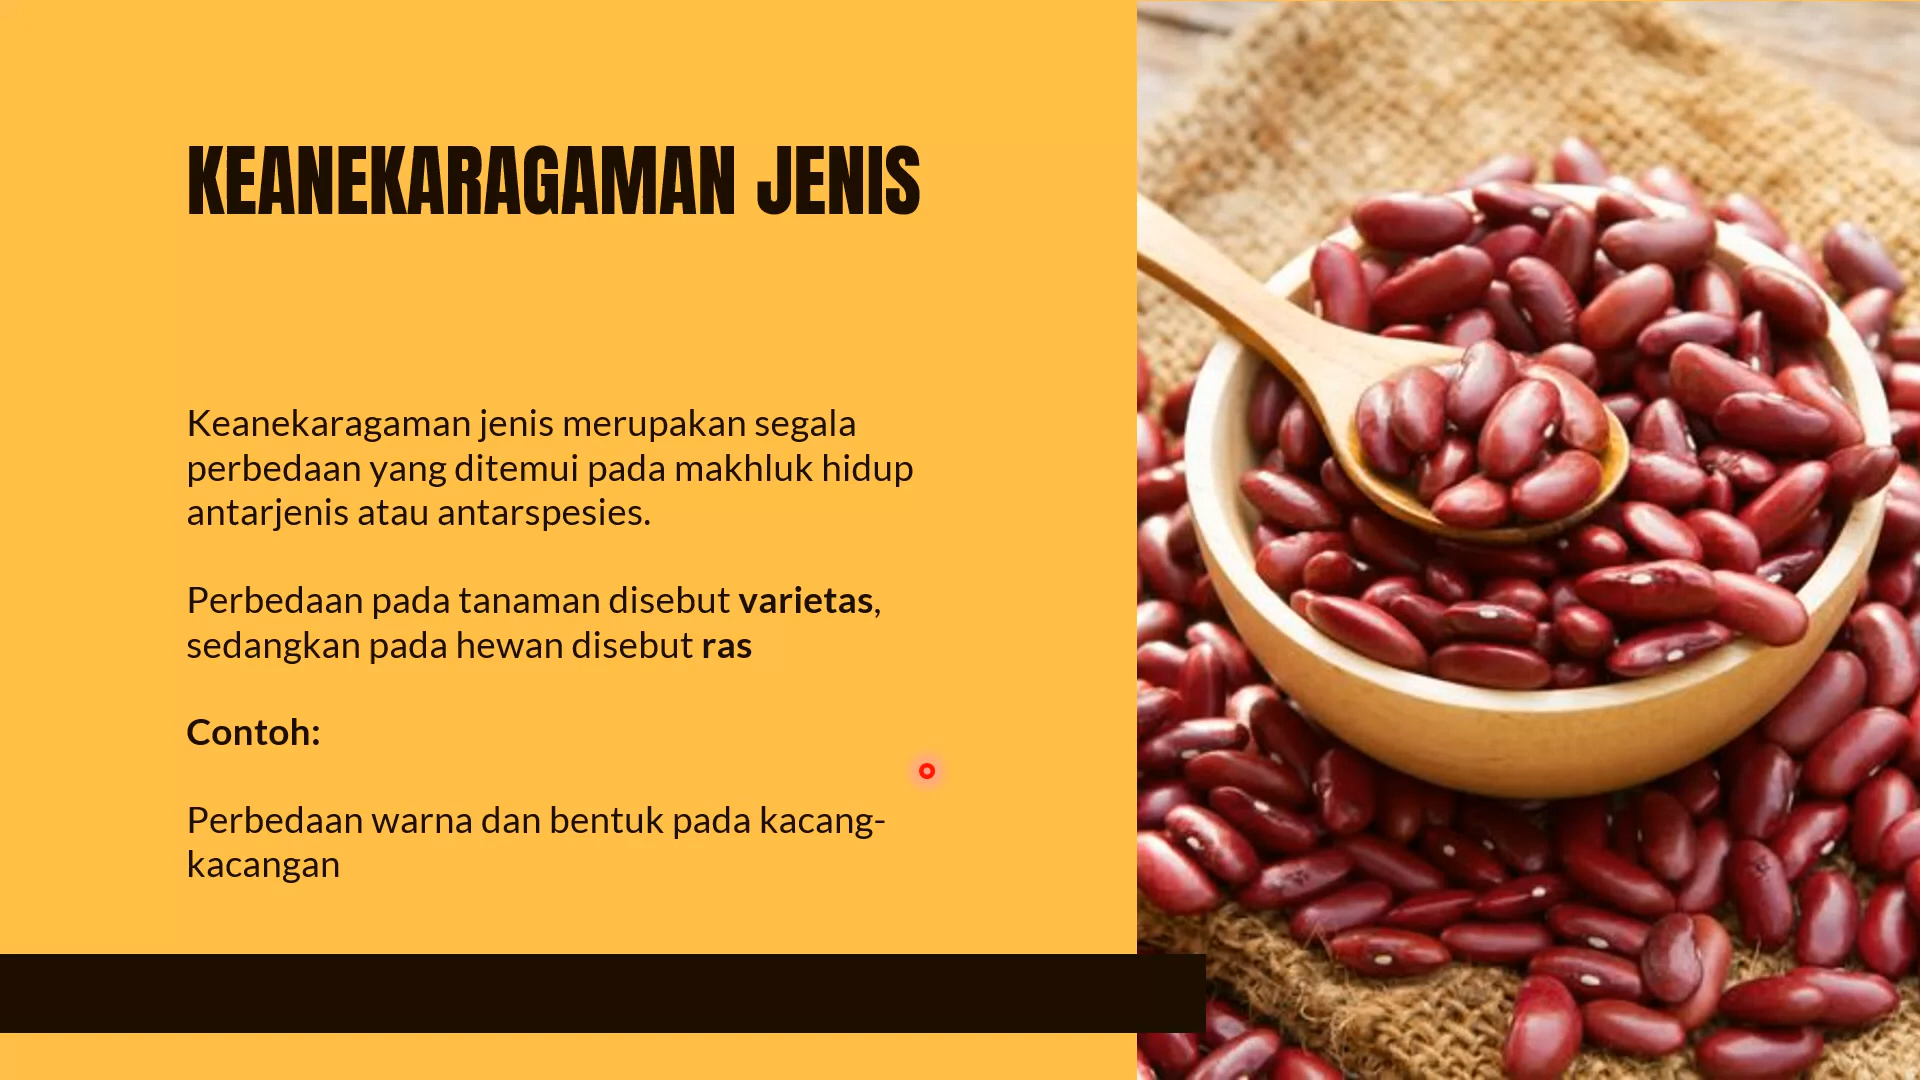 KEANEKARAGAMAN JENIS
Keanekaragaman jenis merupakan segala
perbedaan yang ditemui pada makhluk hidup
antarjenis atau antarspesies.
Perbedaan pada tanaman disebut varietas,
sedangkan pada hewan disebut ras
Contoh:
Perbedaan warna dan bentuk pada kacang-
kacangan